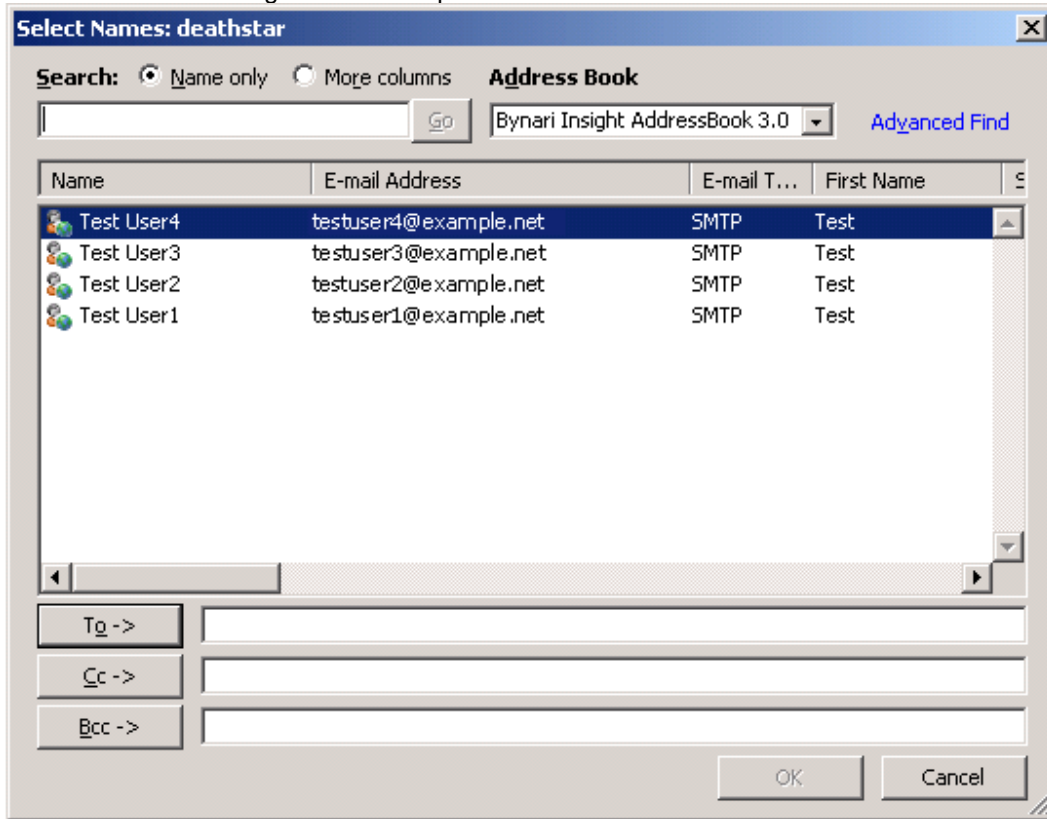 Select Names: deathstar
Search: Name only More columns Address Book
Go Bynari Insight AddressBook 3.0 Advanced Find
Name E-mail Address E-mail T... First Name
Test User4 testuser4@example.net SMTP Test
Test User3 testuser3@example.net SMTP Test
Test User2 testuser2@example.net SMTP Test
Test User1 testuser1@example.net SMTP Test
To ->
Cc ->
Bcc ->
OK Cancel